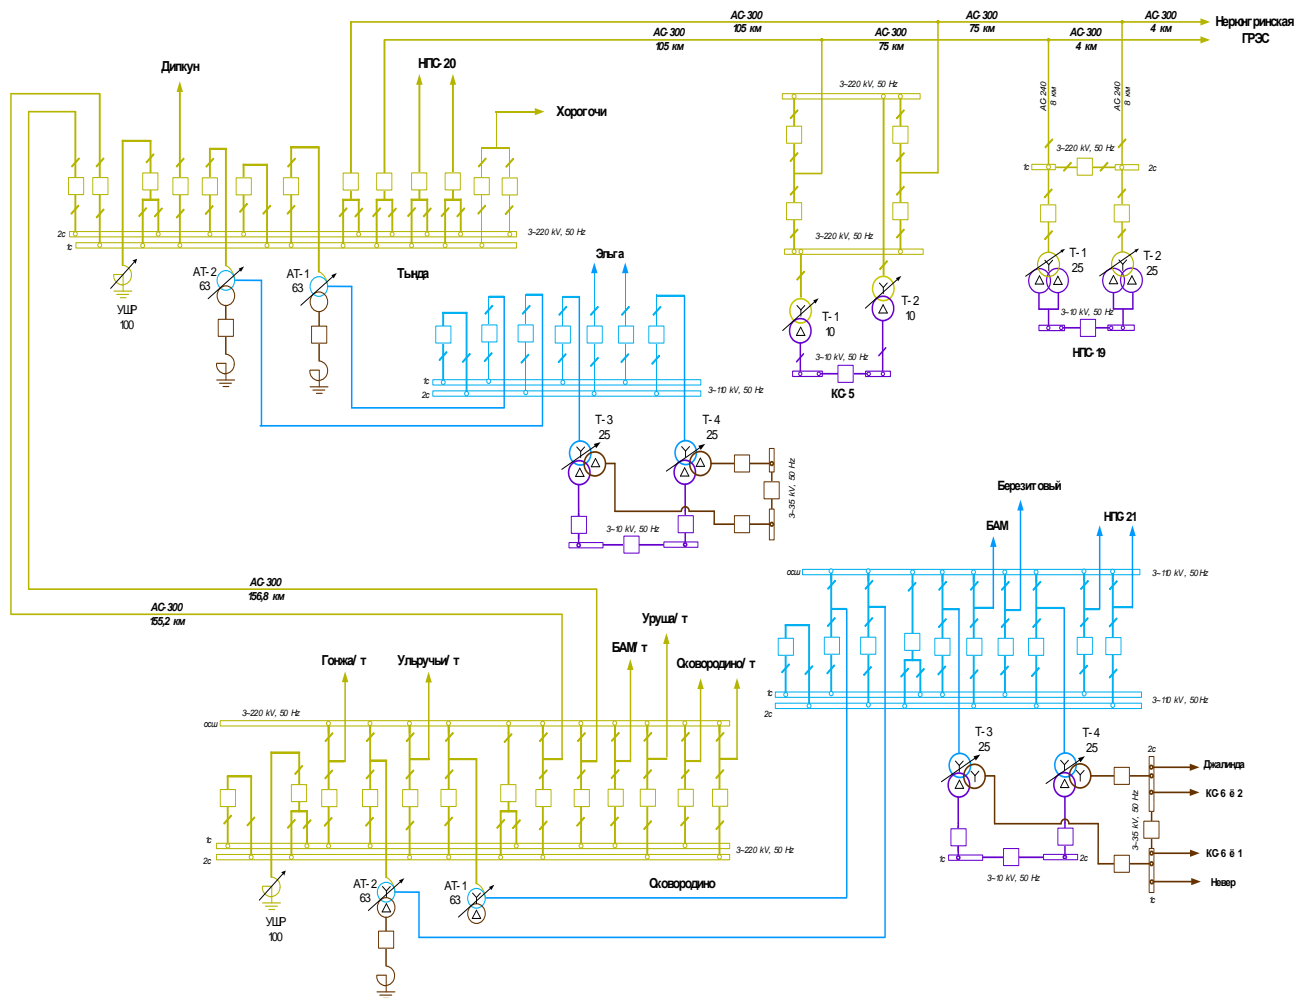 АС-300
105 км
АС-300
75 км
АС-300
4 км
Нерюнгринская
ГРЭС
АС-300
105 км
АС-300
75 км
АС-300
4 км
Дипкун
НПС-20
Хорогочи
3~220 kV, 50 Hz
АС 240
8 км
АС 240
8 км
3~220 kV, 50 Hz
1с
2с
2с
1с
3~220 kV, 50 Hz
3~220 kV, 50 Hz
Тында
Эльга
АТ-2
63
АТ-1
63
УШР
100
Т-1
10
Т-2
10
Т-1
25
Т-2
25
3~10 kV, 50 Hz
НПС-19
3~10 kV, 50 Hz
КС-5
1с
2с
3~110 kV, 50 Hz
Т-3
25
Т-4
25
3~35 kV, 50 Hz
3~10 kV, 50 Hz
Березитовый
БАМ
НПС-21
осш
3~110 kV, 50 Hz
АС-300
156,8 км
АС-300
155,2 км
Гонжа/т
Ульручьи/т
БАМ/т
Уруша/т
Сковородино/т
1с
2с
3~110 kV, 50 Hz
осш
3~220 kV, 50 Hz
Т-3
25
Т-4
25
2с
Джалинда
КС-6 ё 2
3~35 kV, 50 Hz
КС-6 ё 1
Невер
1с
1с
2с
3~10 kV, 50 Hz
1с
2с
3~220 kV, 50 Hz
Сковородино
АТ-2
63
АТ-1
63
УШР
100